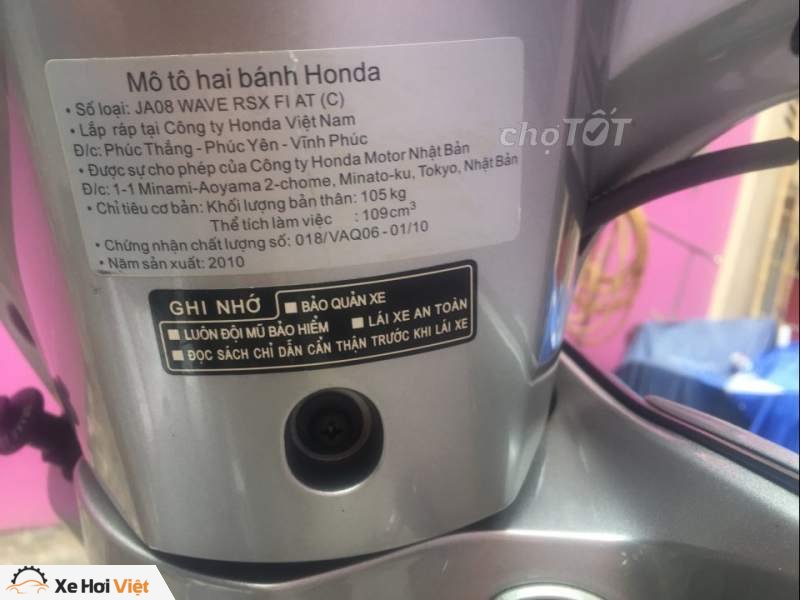 Mô tô hai bánh Honda
• Số loại: JA08 WAVE RSX FI AT (C)
• Lắp ráp tại Công ty Honda Việt Nam
Đ/c: Phúc Thắng - Phúc Yên - Vĩnh Phúc
• Được sự cho phép của Công ty Honda Motor Nhật Bản
Đ/c: 1-1 Minami-Aoyama 2-chome, Minato-ku, Tokyo, Nhật Bản
• Chỉ tiêu cơ bản: Khối lượng bản thân: 105 kg
Thể tích làm việc : 109cm³
• Chứng nhận chất lượng số: 018/VAQ06 - 01/10
• Năm sản xuất: 2010
chợTỐT
GHI NHỚ ■ BẢO QUẢN XE
■ LUÔN ĐỘI MŨ BẢO HIỂM ■ LÁI XE AN TOÀN
■ ĐỌC SÁCH CHỈ DẪN CẨN THẬN TRƯỚC KHI LÁI XE
Xe Hơi Việt